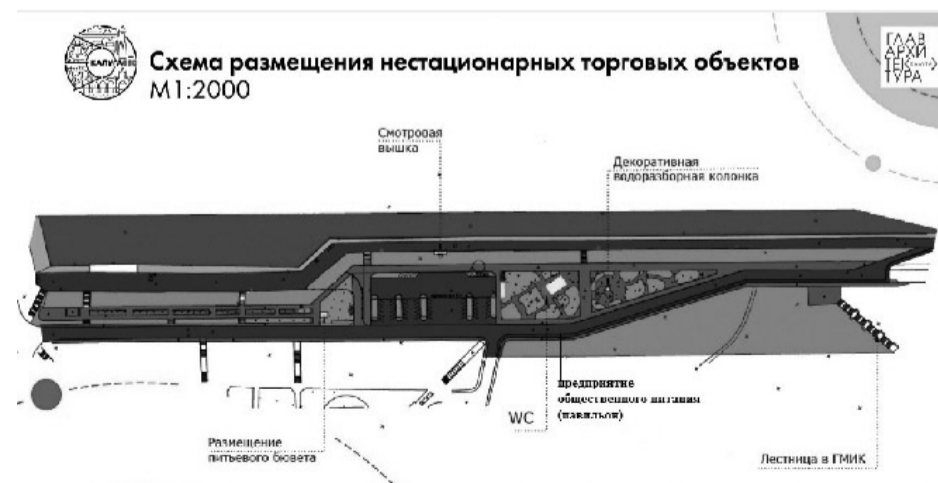 КАЛУГА
Схема размещения нестационарных торговых объектов
М1:2000
ГЛАВ
АРХИ
ТЕК
ТУРА
Смотровая
вышка
Декоративная
водоразборная колонка
предприятие
общественного питания
(павильон)
WC
Размещение
питьевого бювета
Лестница в ГМИК